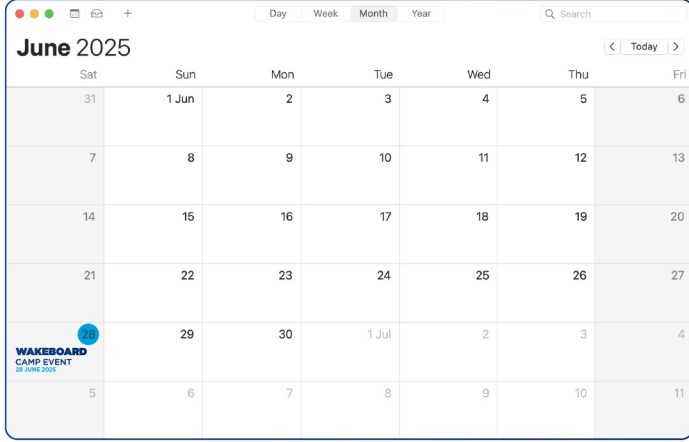 Day Week Month Year Search
June 2025
Today
Sat Sun Mon Tue Wed Thu Fri
31 1 Jun 2 3 4 5 6
7 8 9 10 11 12 13
14 15 16 17 18 19 20
21 22 23 24 25 26 27
28 29 30 1 Jul 2 3 4
WAKEBOARD
CAMP EVENT
28 JUNE 2025
5 6 7 8 9 10 11